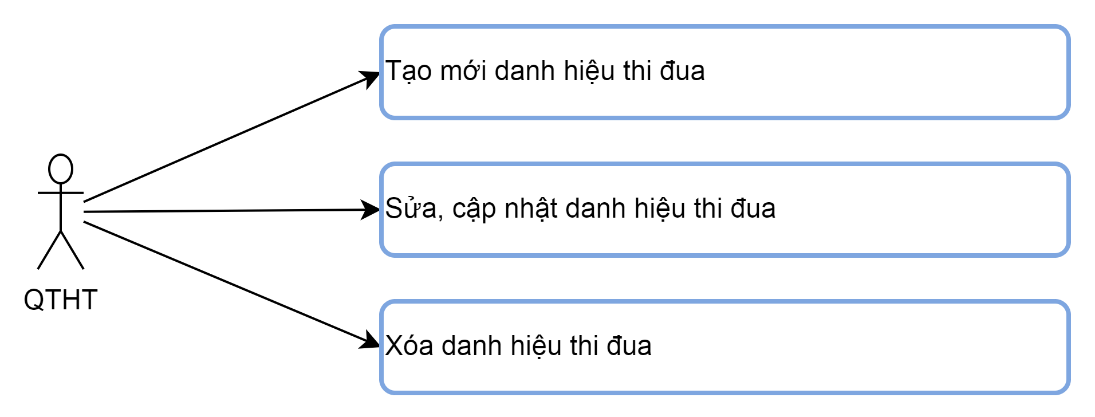 Tạo mới danh hiệu thi đua
Sửa, cập nhật danh hiệu thi đua
QTHT
Xóa danh hiệu thi đua